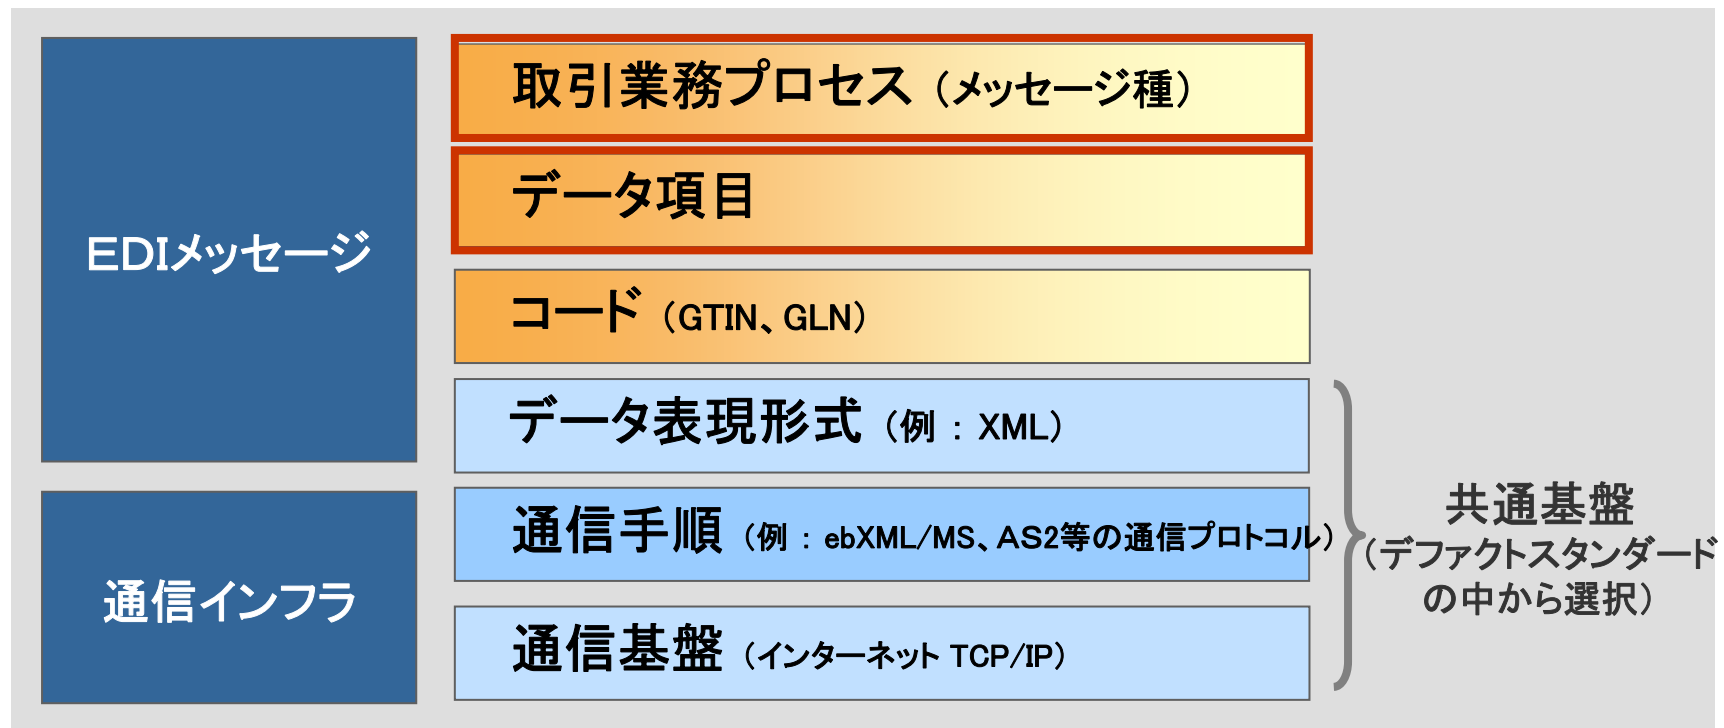 EDIメッセージ
取引業務プロセス（メッセージ種）
データ項目
コード（GTIN、GLN）
データ表現形式（例：XML）
通信インフラ
通信手順（例：ebXML/MS、AS2等の通信プロトコル）
通信基盤（インターネット TCP/IP）
共通基盤
（デファクトスタンダード
の中から選択）